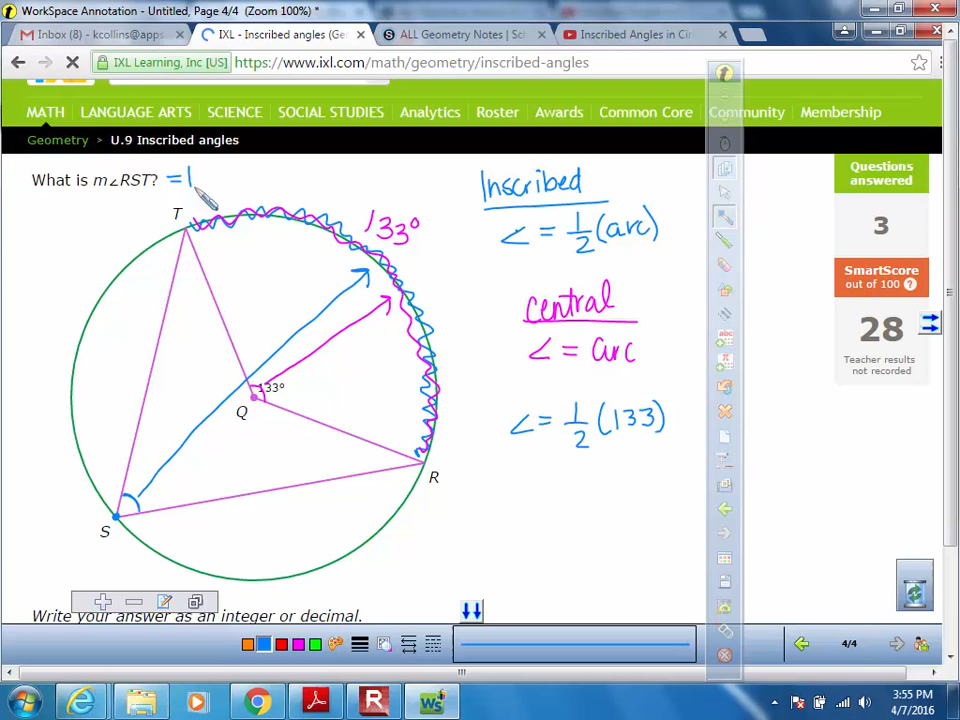 WorkSpace Annotation - Untitled, Page 4/4 (Zoom 100%) *
Inbox (8) - kcollins@apps
IXL - Inscribed angles (Ge
ALL Geometry Notes | Sch
Inscribed Angles in Cir
IXL Learning, Inc [US]
https://www.ixl.com/math/geometry/inscribed-angles
MATH LANGUAGE ARTS SCIENCE SOCIAL STUDIES Analytics Roster Awards Common Core Community Membership
Geometry > U.9 Inscribed angles
What is m∠RST? = 1
T
133°
133°
Q
R
S
Inscribed
∠ = 1/2 (arc)
central
∠ = arc
∠ = 1/2 (133)
Questions
answered
3
SmartScore
out of 100 ?
28
Teacher results
not recorded
abc
π
Write your answer as an integer or decimal.
4/4
3:55 PM
4/7/2016